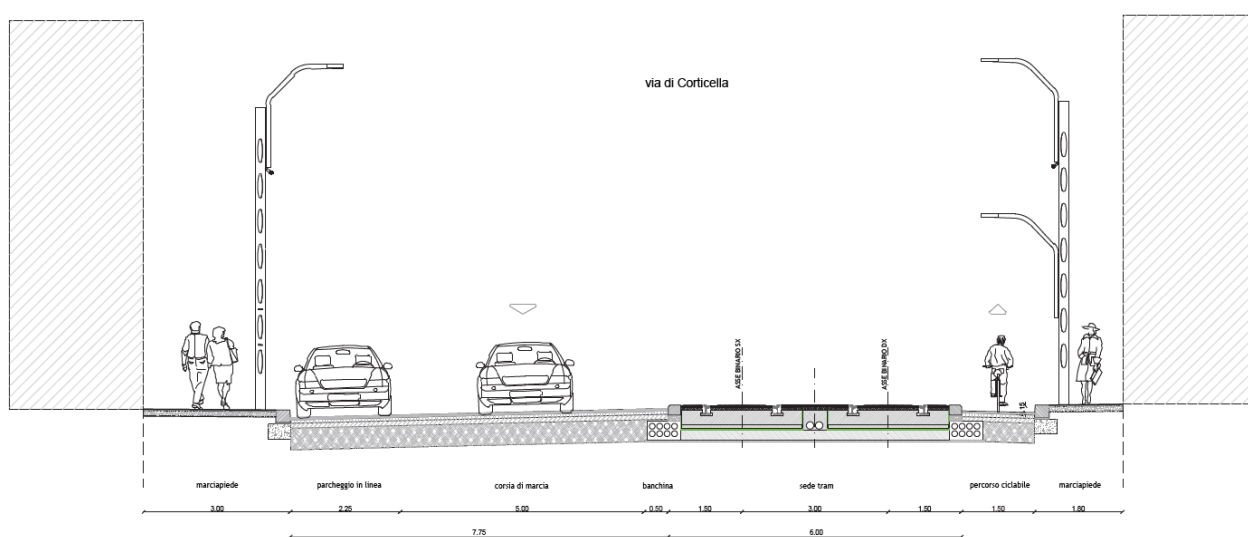 via di Corticella
ASSE BINARIO SX
ASSE BINARIO DX
marciapiede parcheggio in linea corsia di marcia banchina sede tram percorso ciclabile marciapiede
3.00 2.25 5.00 0.50 1.50 3.00 1.50 1.50 1.80
7.75 6.00